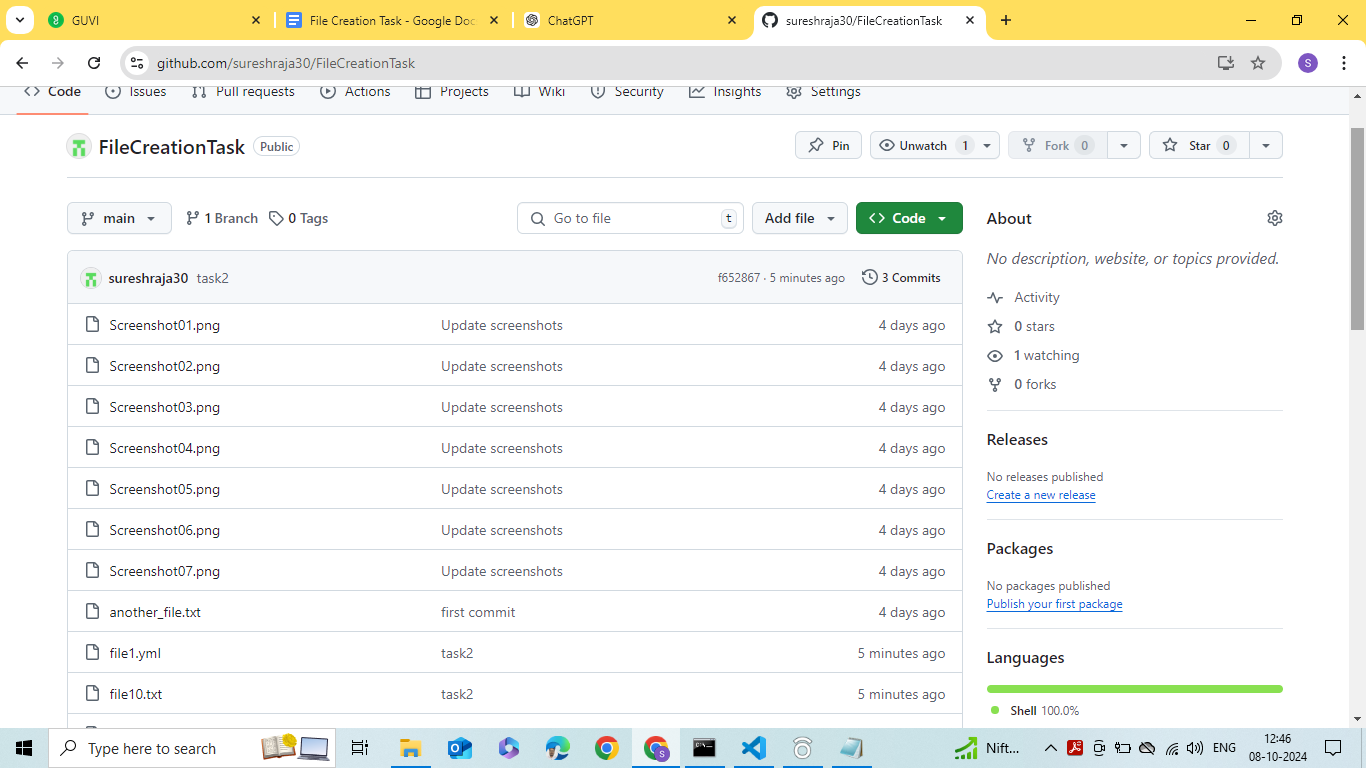 GUVI
File Creation Task - Google Doc
ChatGPT
sureshraja30/FileCreationTask
github.com/sureshraja30/FileCreationTask
S
Code Issues Pull requests Actions Projects Wiki Security Insights Settings
FileCreationTask Public
Pin Unwatch 1 Fork 0 Star 0
main 1 Branch 0 Tags Go to file t Add file Code
sureshraja30 task2 f652867 · 5 minutes ago 3 Commits
Screenshot01.png Update screenshots 4 days ago
Screenshot02.png Update screenshots 4 days ago
Screenshot03.png Update screenshots 4 days ago
Screenshot04.png Update screenshots 4 days ago
Screenshot05.png Update screenshots 4 days ago
Screenshot06.png Update screenshots 4 days ago
Screenshot07.png Update screenshots 4 days ago
another_file.txt first commit 4 days ago
file1.yml task2 5 minutes ago
file10.txt task2 5 minutes ago
About
No description, website, or topics provided.
Activity
0 stars
1 watching
0 forks
Releases
No releases published
Create a new release
Packages
No packages published
Publish your first package
Languages
Shell 100.0%
Type here to search
Nift...
ENG
12:46
08-10-2024